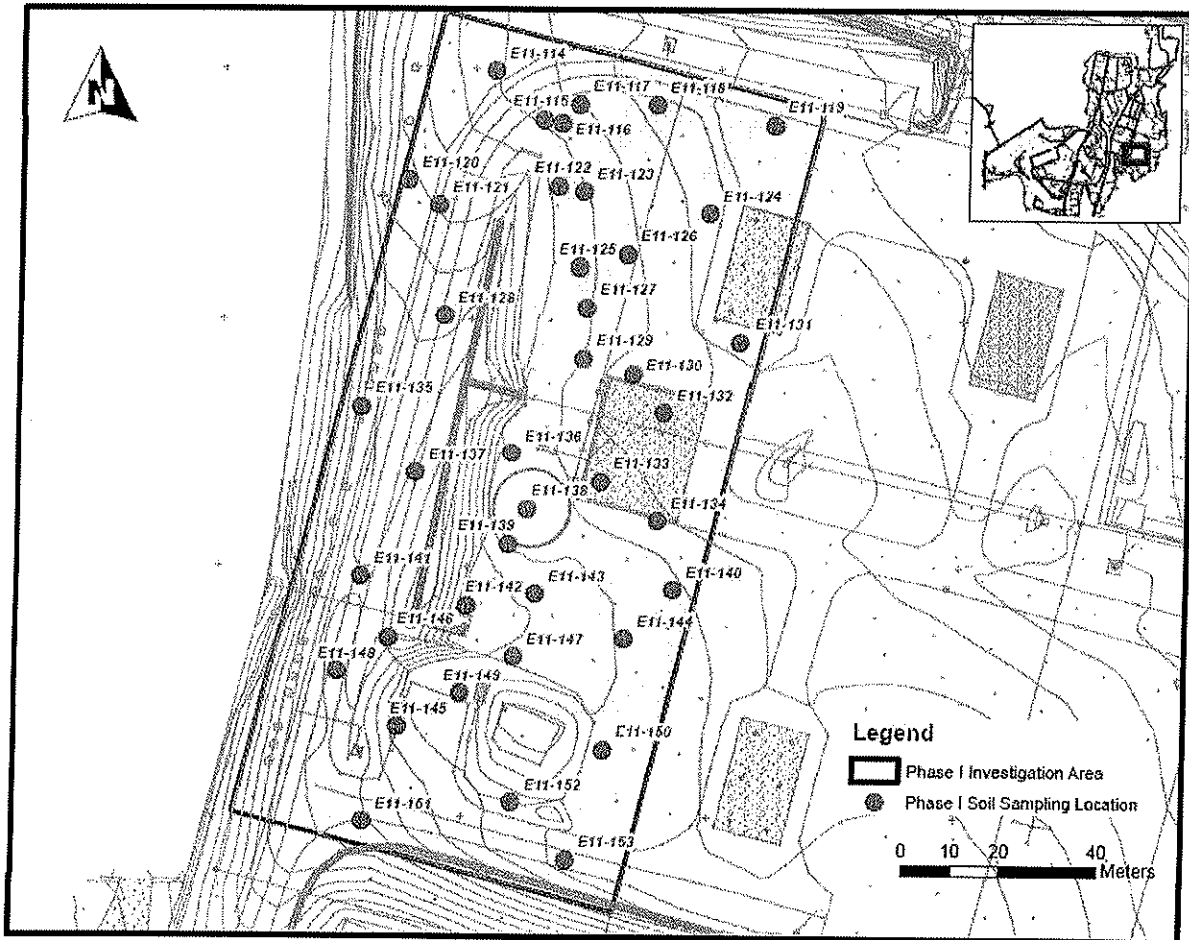 N
E11-114
E11-115
E11-117
E11-118
E11-116
E11-119
E11-120
E11-121
E11-122
E11-123
E11-124
E11-125
E11-126
E11-127
E11-128
E11-129
E11-130
E11-131
E11-132
E11-135
E11-136
E11-137
E11-133
E11-138
E11-134
E11-139
E11-141
E11-142
E11-143
E11-140
E11-146
E11-144
E11-147
E11-148
E11-149
E11-145
E11-150
E11-152
E11-151
E11-153
Legend
Phase I Investigation Area
Phase I Soil Sampling Location
0 10 20 40
Meters